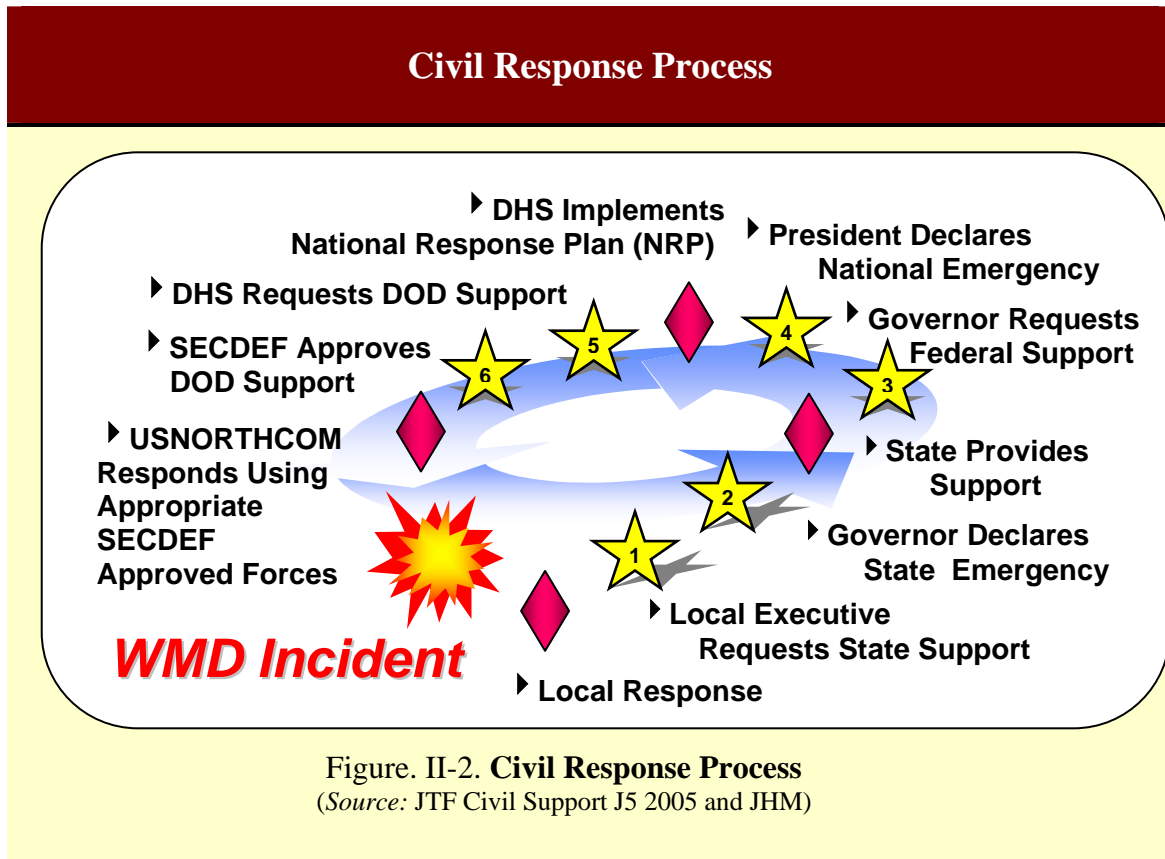 Civil Response Process
DHS Implements
National Response Plan (NRP)
President Declares
National Emergency
DHS Requests DOD Support
Governor Requests
Federal Support
SECDEF Approves
DOD Support
USNORTHCOM
Responds Using
Appropriate
SECDEF
Approved Forces
6
5
4
3
2
1
State Provides
Support
Governor Declares
State Emergency
Local Executive
Requests State Support
WMD Incident
Local Response
Figure. II-2. Civil Response Process
(Source: JTF Civil Support J5 2005 and JHM)